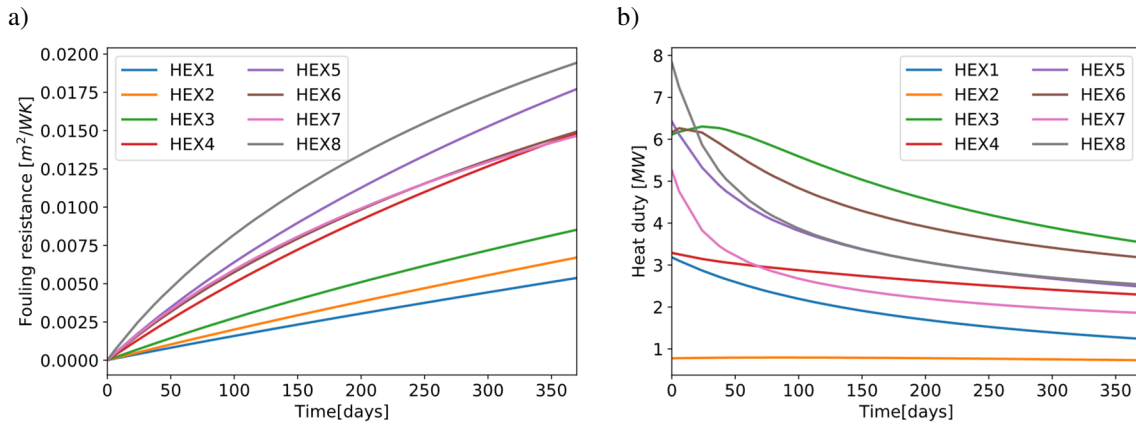 a)
0.0200
0.0175
0.0150
0.0125
0.0100
0.0075
0.0050
0.0025
0.0000
Fouling resistance [m²/WK]
HEX1
HEX2
HEX3
HEX4
HEX5
HEX6
HEX7
HEX8
0 50 100 150 200 250 300 350
Time[days]
b)
8
7
6
5
4
3
2
1
Heat duty [MW]
HEX1
HEX2
HEX3
HEX4
HEX5
HEX6
HEX7
HEX8
0 50 100 150 200 250 300 350
Time[days]